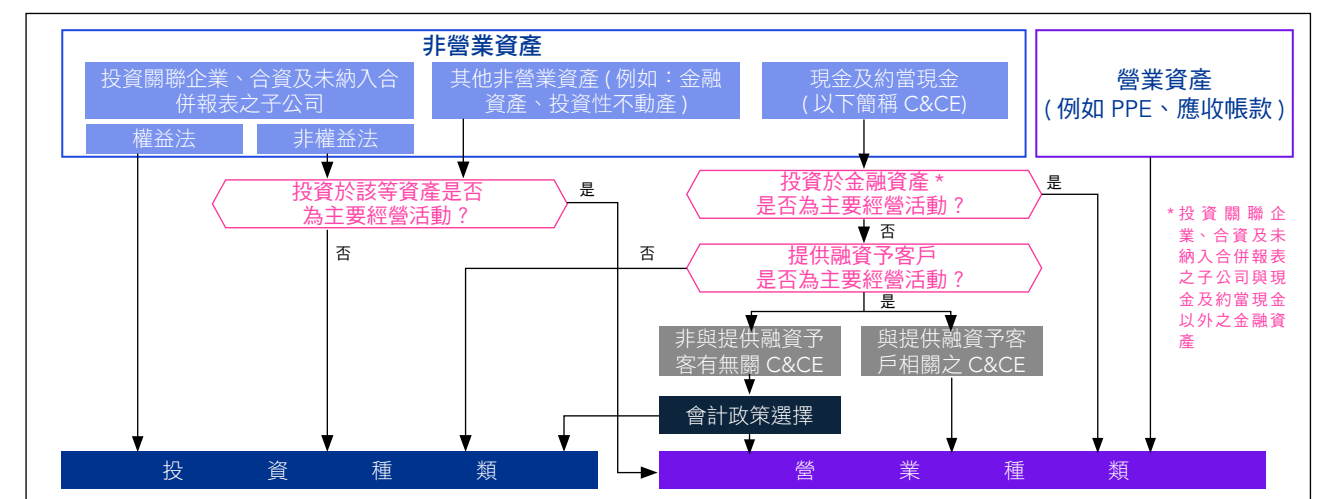 非營業資產
投資關聯企業、合資及未納入合
併報表之子公司
權益法
非權益法
其他非營業資產 ( 例如：金融
資產、投資性不動產 )
現金及約當現金
( 以下簡稱 C&CE)
營業資產
( 例如 PPE、應收帳款 )
投資於該等資產是否
為主要經營活動？
是
否
投資於金融資產 *
是否為主要經營活動？
是
否
提供融資予客戶
是否為主要經營活動？
否
是
* 投資關聯企
業、合資及未
納入合併報表
之子公司與現
金及約當現金
以外之金融資
產
非與提供融資予
客有無關 C&CE
與提供融資予客
戶相關之 C&CE
會計政策選擇
投資種類
營業種類